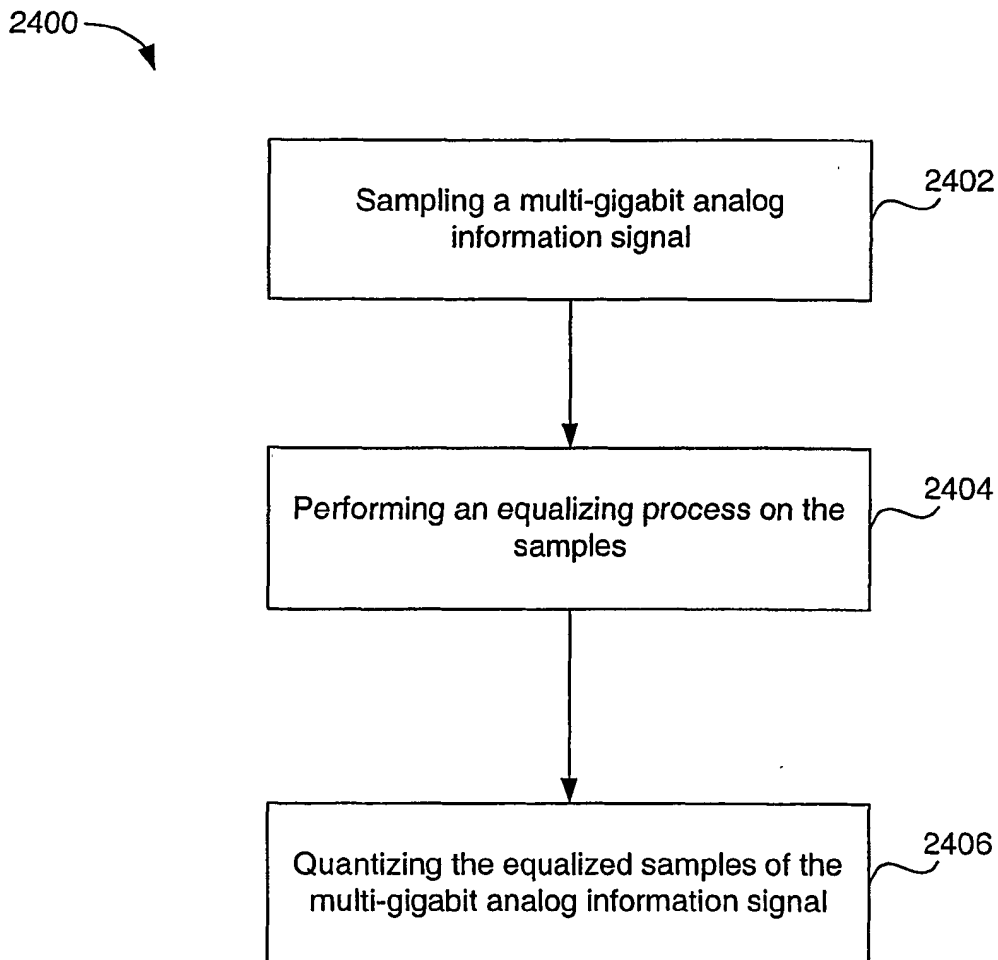 2400
Sampling a multi-gigabit analog
information signal
2402
Performing an equalizing process on the
samples
2404
Quantizing the equalized samples of the
multi-gigabit analog information signal
2406